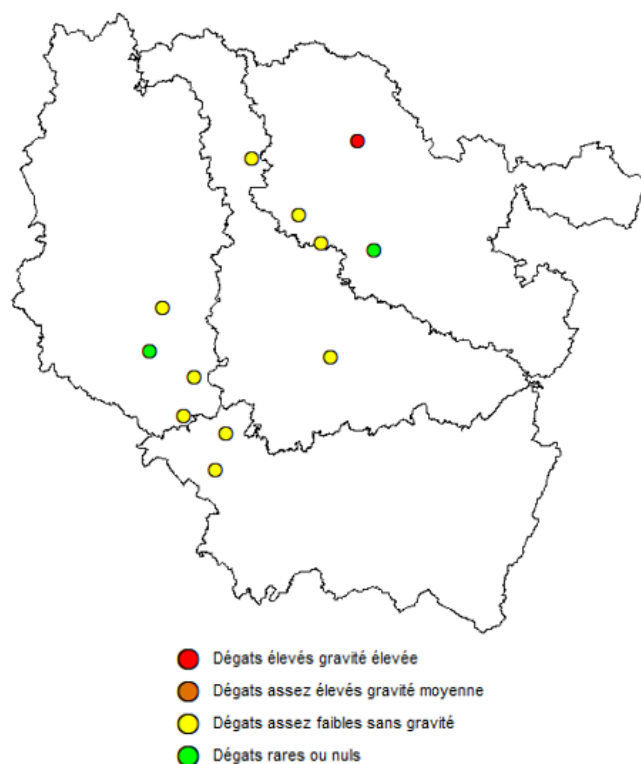 Dégats élevés gravité élevée
Dégats assez élevés gravité moyenne
Dégats assez faibles sans gravité
Dégats rares ou nuls